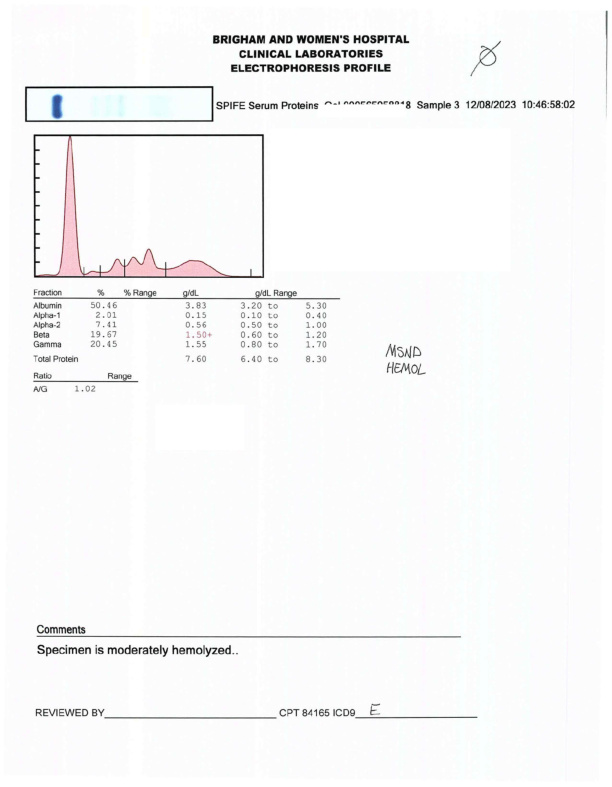 BRIGHAM AND WOMEN'S HOSPITAL
CLINICAL LABORATORIES
ELECTROPHORESIS PROFILE
SPIFE Serum Proteins Sample 3 12/08/2023 10:46:58:02
Fraction % % Range g/dL g/dL Range
Albumin 50.46 3.83 3.20 to 5.30
Alpha-1 2.01 0.15 0.10 to 0.40
Alpha-2 7.41 0.56 0.50 to 1.00
Beta 19.67 1.50+ 0.60 to 1.20
Gamma 20.45 1.55 0.80 to 1.70
Total Protein 7.60 6.40 to 8.30
MSND
HEMOL
Ratio Range
A/G 1.02
Comments
Specimen is moderately hemolyzed..
REVIEWED BY CPT 84165 ICD9 E